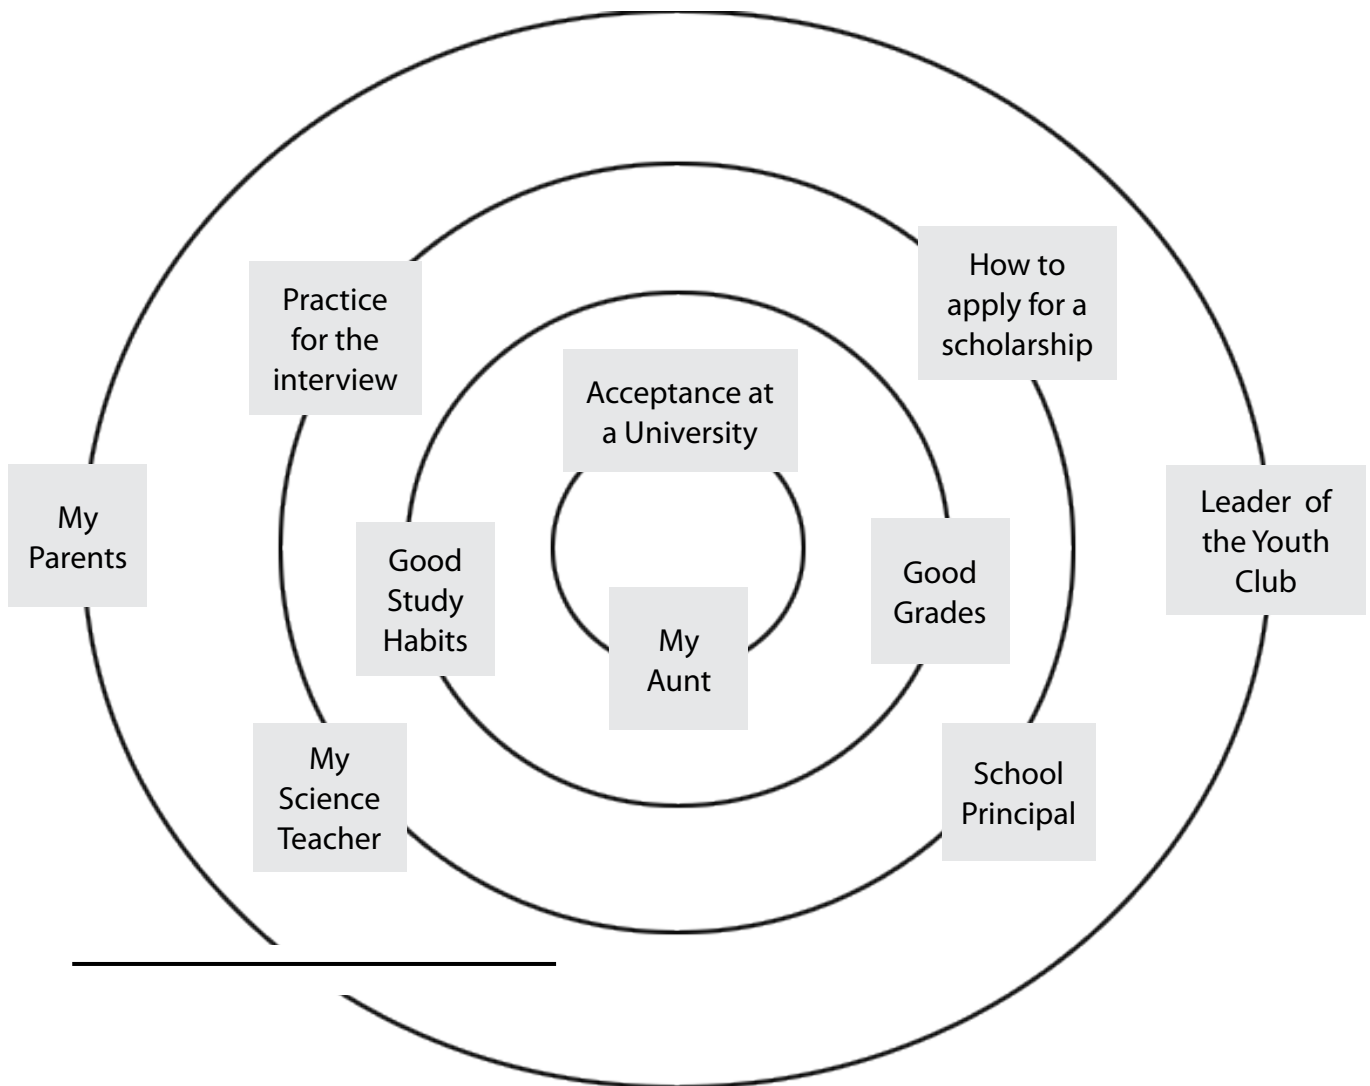 How to
apply for a
scholarship
Practice
for the
interview
Acceptance at
a University
My
Parents
Leader of
the Youth
Club
Good
Study
Habits
Good
Grades
My
Aunt
My
Science
Teacher
School
Principal